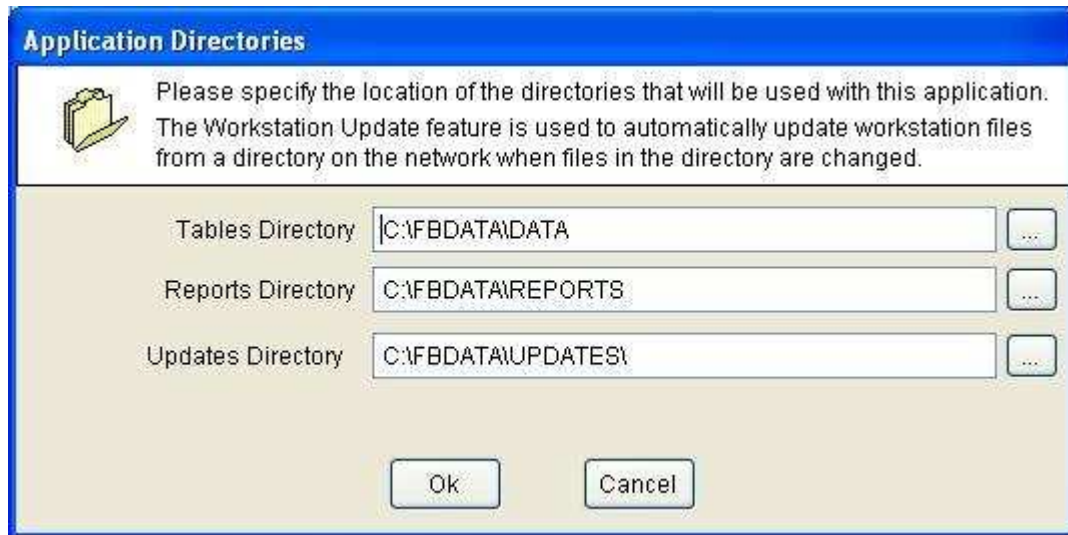 Application Directories
Please specify the location of the directories that will be used with this application.
The Workstation Update feature is used to automatically update workstation files
from a directory on the network when files in the directory are changed.
Tables Directory C:\FBDATA\DATA ...
Reports Directory C:\FBDATA\REPORTS ...
Updates Directory C:\FBDATA\UPDATES\ ...
Ok Cancel